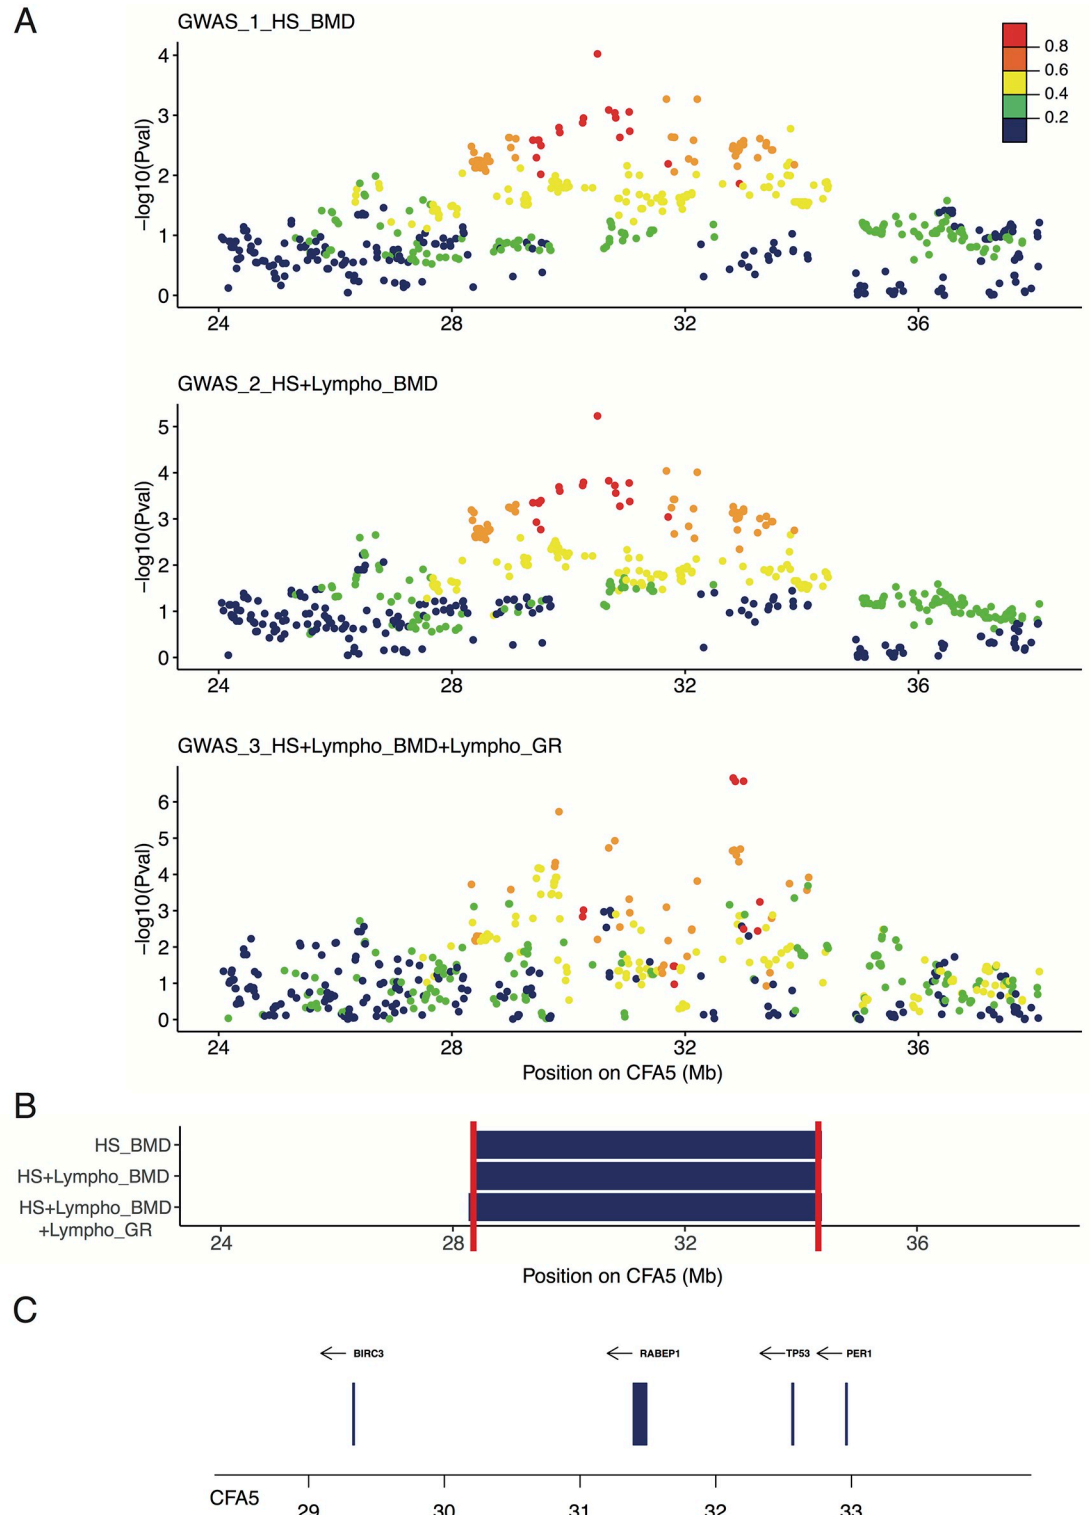 A
GWAS_1_HS_BMD
0.8
0.6
0.4
0.2
4
3
2
1
0
−log10(Pval)
24 28 32 36
GWAS_2_HS+Lympho_BMD
5
4
3
2
1
0
−log10(Pval)
24 28 32 36
GWAS_3_HS+Lympho_BMD+Lympho_GR
6
5
4
3
2
1
0
−log10(Pval)
24 28 32 36
Position on CFA5 (Mb)
B
HS_BMD
HS+Lympho_BMD
HS+Lympho_BMD
+Lympho_GR
24 28 32 36
Position on CFA5 (Mb)
C
BIRC3 RABEP1 TP53 PER1
CFA5
29 30 31 32 33